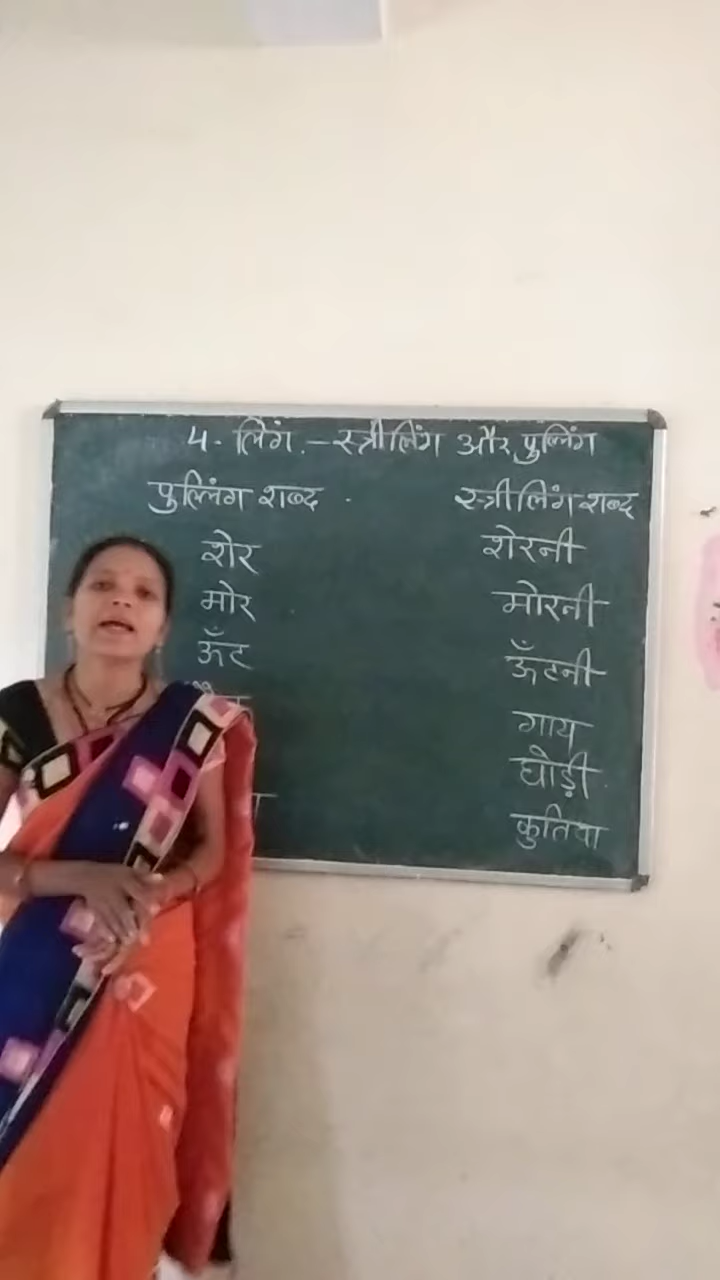 4. लिंग. – स्त्रीलिंग और पुल्लिंग
पुल्लिंग शब्द . स्त्रीलिंग शब्द
शेर शेरनी
मोर मोरनी
ऊँट ऊँटनी
गाय
घोड़ी
कुतिया